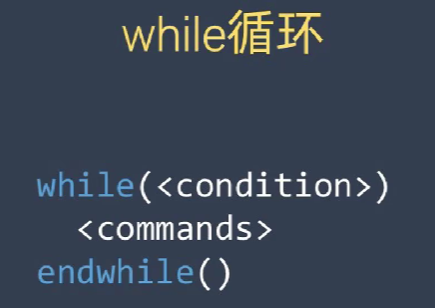 while循环
while(<condition>)
<commands>
endwhile()